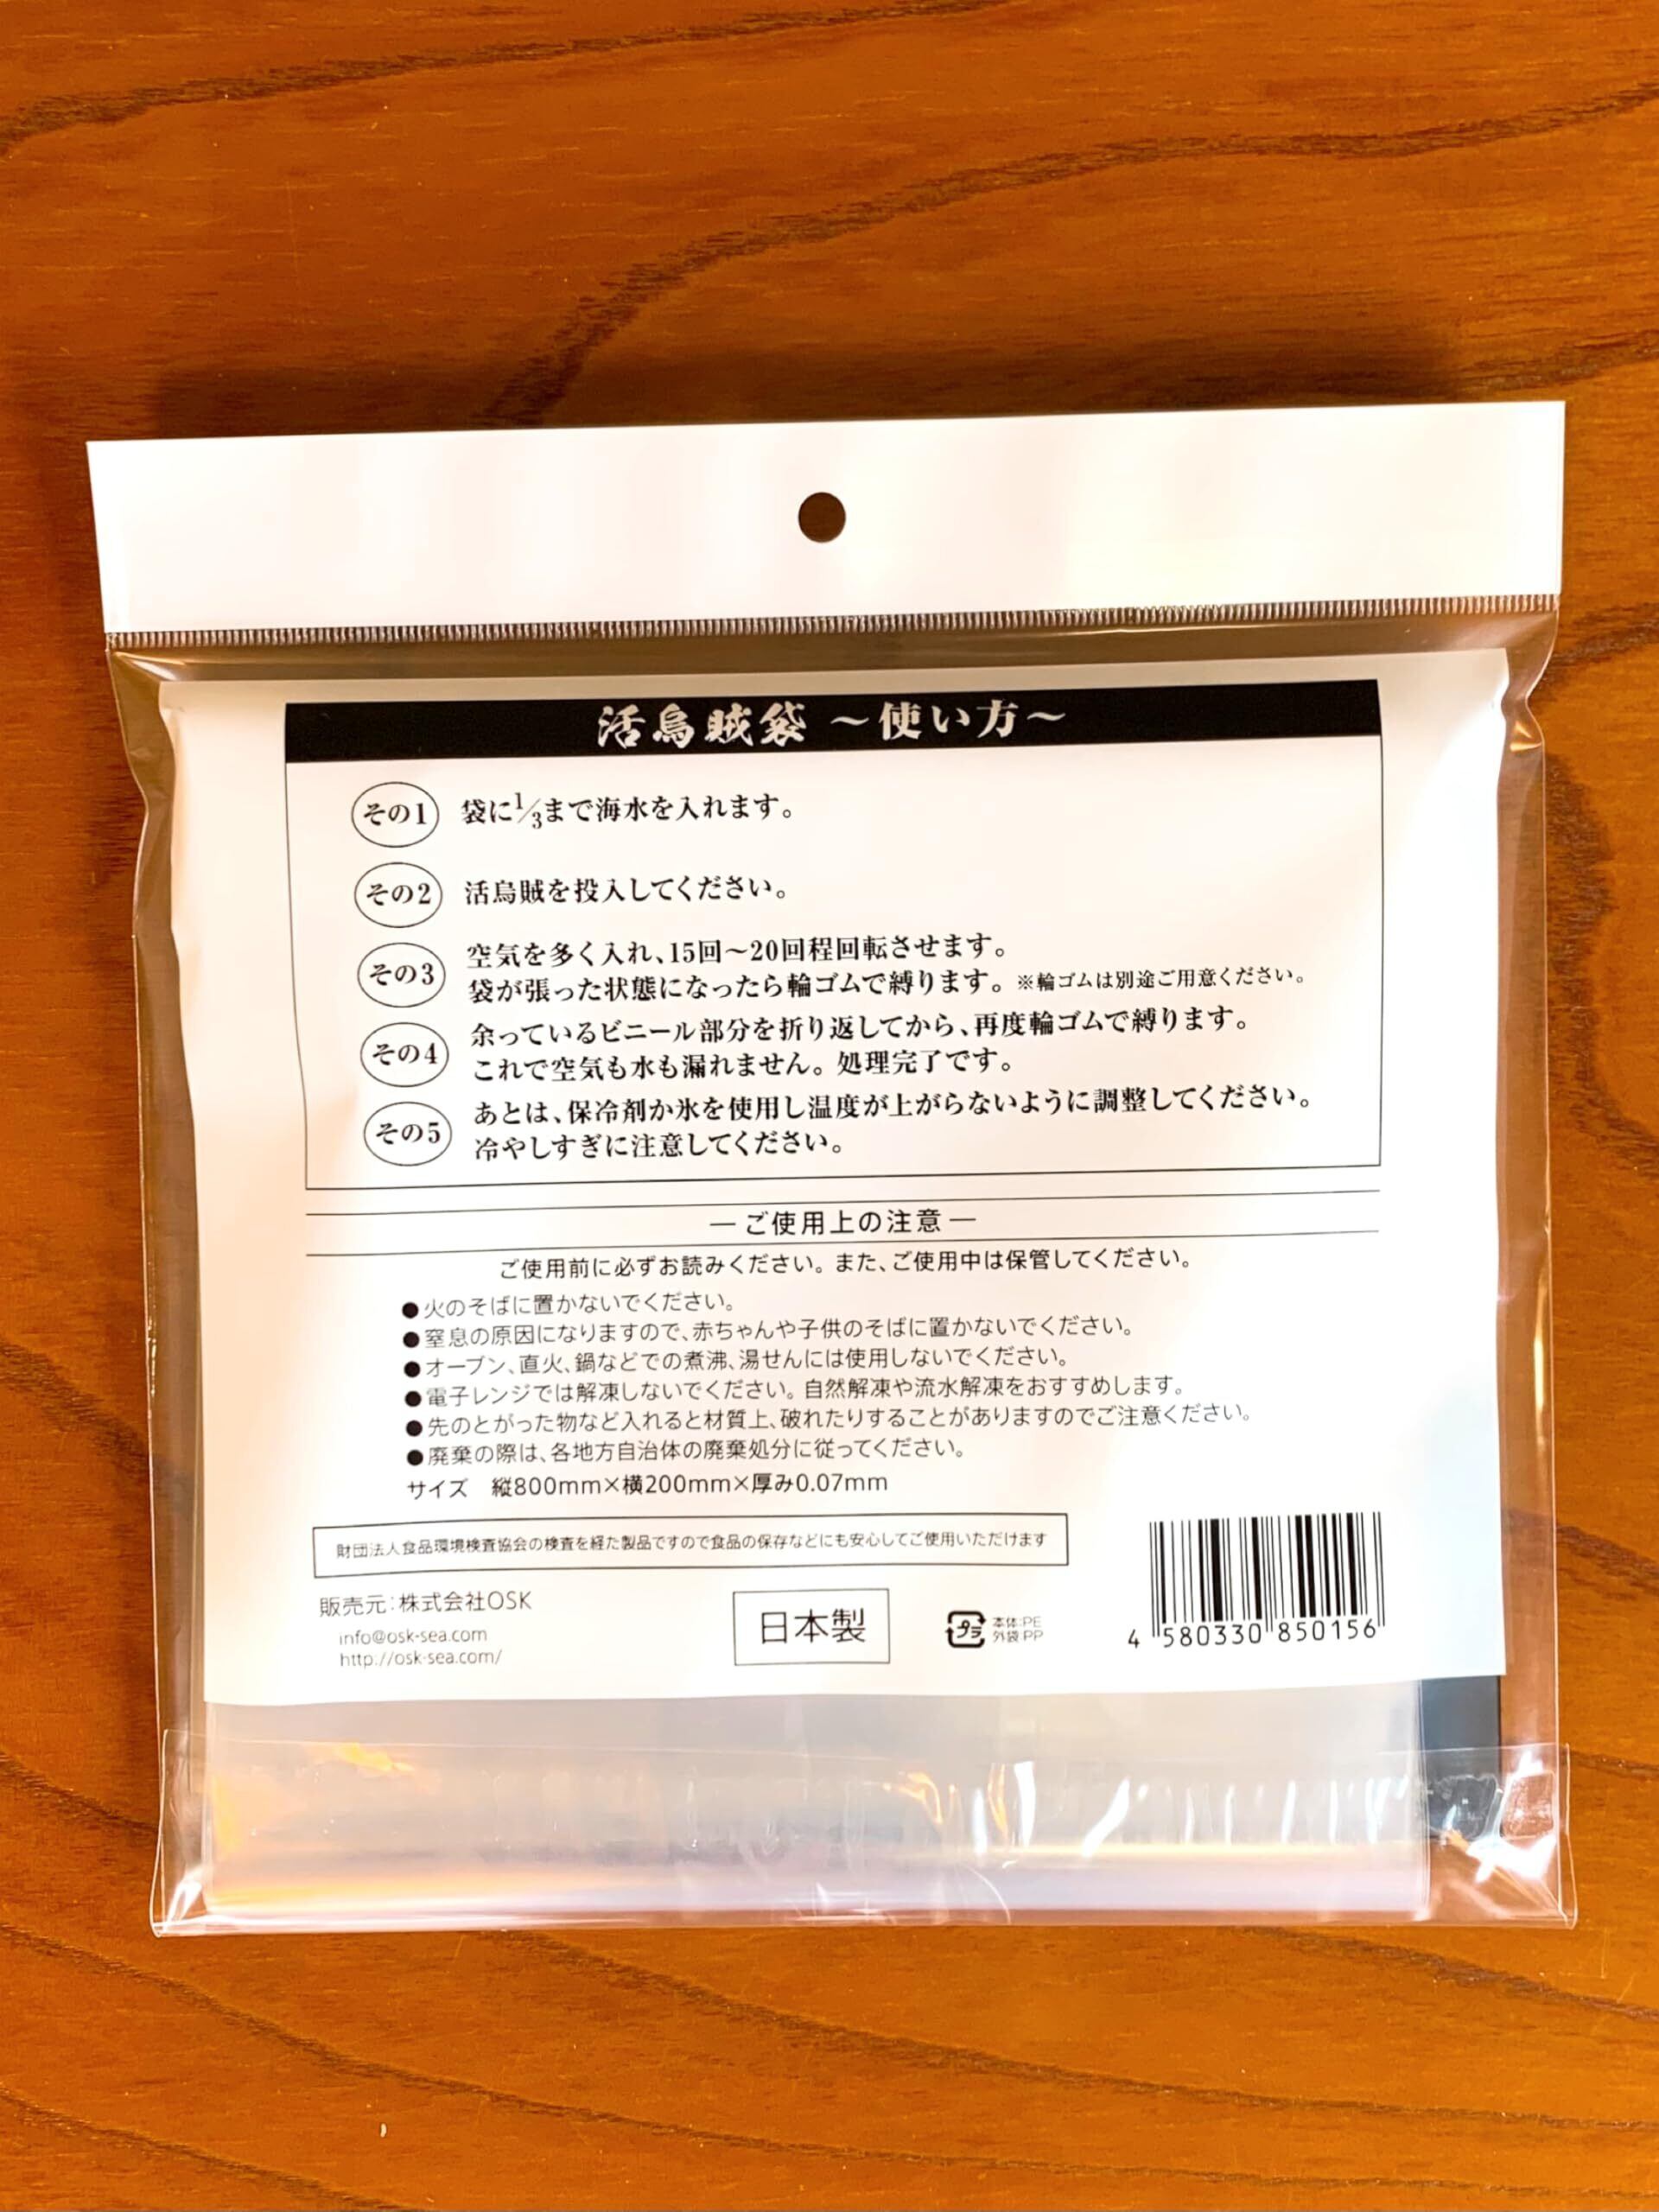 活烏賊袋 ～使い方～
その1 袋に1/3まで海水を入れます。
その2 活烏賊を投入してください。
その3 空気を多く入れ、15回～20回程回転させます。
袋が張った状態になったら輪ゴムで縛ります。※輪ゴムは別途ご用意ください。
その4 余っているビニール部分を折り返してから、再度輪ゴムで縛ります。
これで空気も水も漏れません。処理完了です。
その5 あとは、保冷剤か氷を使用し温度が上がらないように調整してください。
冷やしすぎに注意してください。
— ご使用上の注意 —
ご使用前に必ずお読みください。また、ご使用中は保管してください。
●火のそばに置かないでください。
●窒息の原因になりますので、赤ちゃんや子供のそばに置かないでください。
●オーブン、直火、鍋などでの煮沸、湯せんには使用しないでください。
●電子レンジでは解凍しないでください。自然解凍や流水解凍をおすすめします。
●先のとがった物など入れると材質上、破れたりすることがありますのでご注意ください。
●廃棄の際は、各地方自治体の廃棄処分に従ってください。
サイズ 縦800mm×横200mm×厚み0.07mm
財団法人食品環境検査協会の検査を経た製品ですので食品の保存などにも安心してご使用いただけます
販売元：株式会社OSK
info@osk-sea.com
http://osk-sea.com/
日本製
プラ
本体:PE
外袋:PP
4 580330 850156